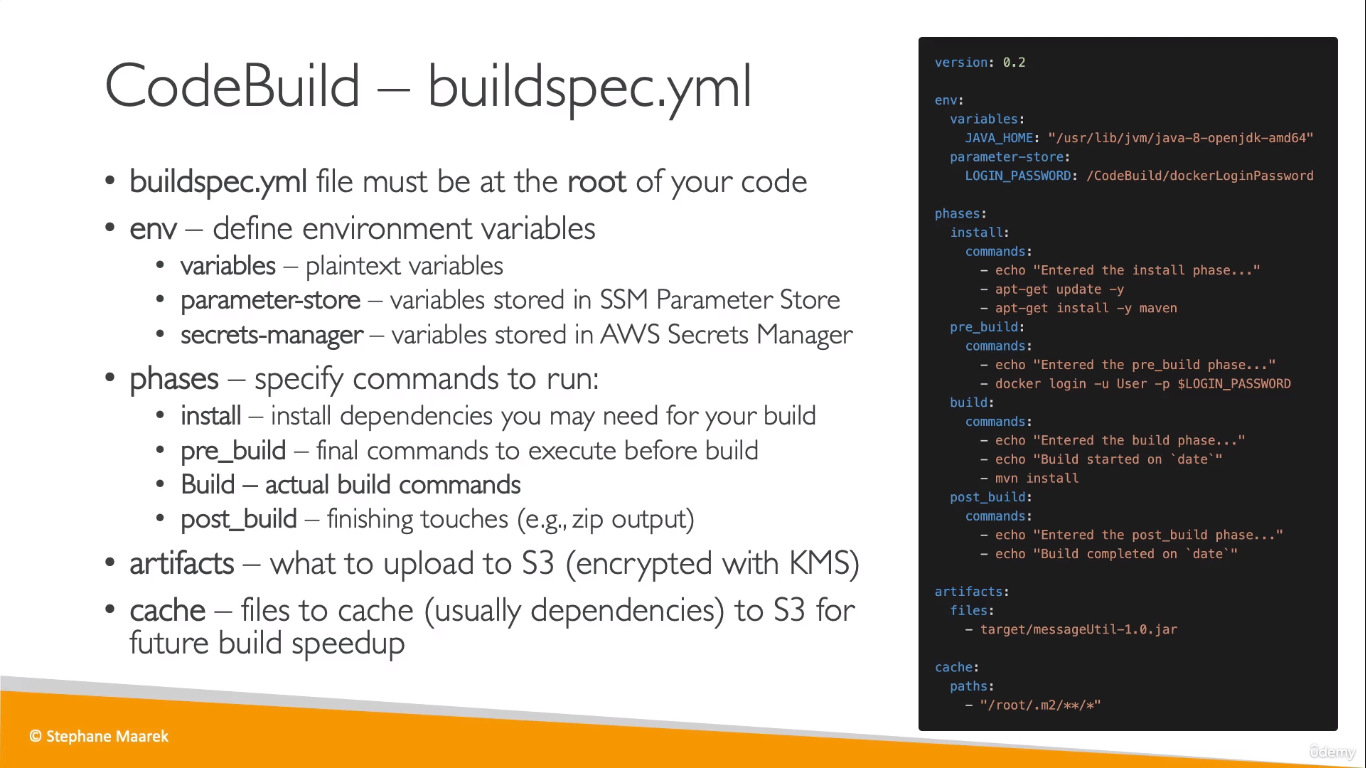 CodeBuild – buildspec.yml
• buildspec.yml file must be at the root of your code
• env – define environment variables
• variables – plaintext variables
• parameter-store – variables stored in SSM Parameter Store
• secrets-manager – variables stored in AWS Secrets Manager
• phases – specify commands to run:
• install – install dependencies you may need for your build
• pre_build – final commands to execute before build
• Build – actual build commands
• post_build – finishing touches (e.g., zip output)
• artifacts – what to upload to S3 (encrypted with KMS)
• cache – files to cache (usually dependencies) to S3 for
future build speedup
version: 0.2
env:
variables:
JAVA_HOME: "/usr/lib/jvm/java-8-openjdk-amd64"
parameter-store:
LOGIN_PASSWORD: /CodeBuild/dockerLoginPassword
phases:
install:
commands:
- echo "Entered the install phase..."
- apt-get update -y
- apt-get install -y maven
pre_build:
commands:
- echo "Entered the pre_build phase..."
- docker login -u User -p $LOGIN_PASSWORD
build:
commands:
- echo "Entered the build phase..."
- echo "Build started on `date`"
- mvn install
post_build:
commands:
- echo "Entered the post_build phase..."
- echo "Build completed on `date`"
artifacts:
files:
- target/messageUtil-1.0.jar
cache:
paths:
- "/root/.m2/**/*"
© Stephane Maarek
ûdemy